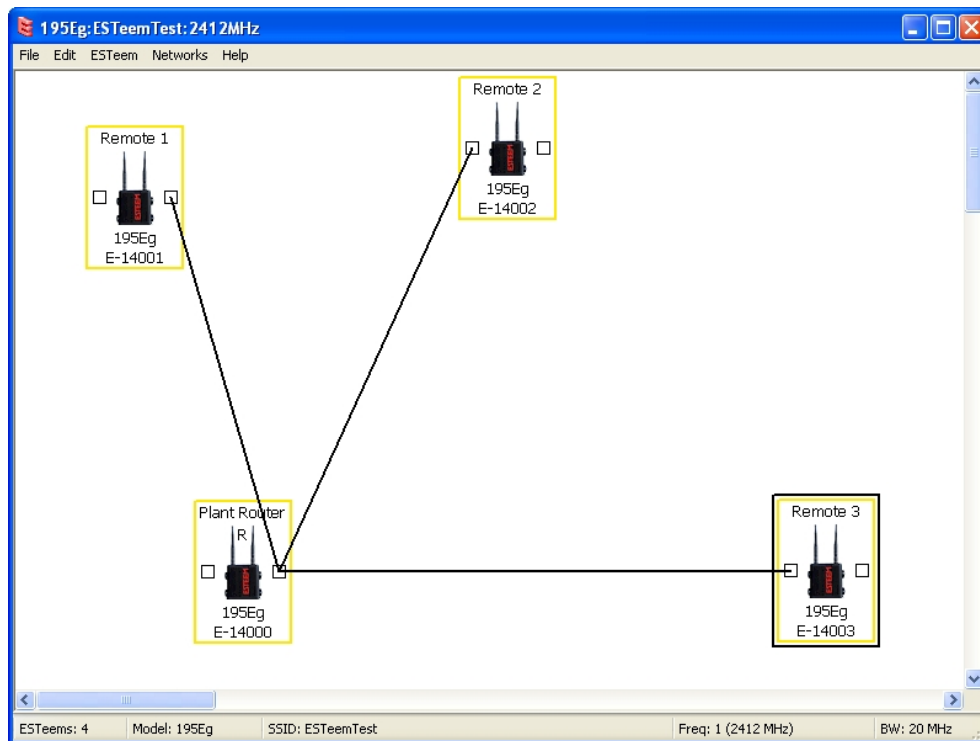 195Eg:ESTeemTest:2412MHz
File Edit ESTeem Networks Help
Remote 2
195Eg
E-14002
Remote 1
195Eg
E-14001
Plant Router
R
195Eg
E-14000
Remote 3
195Eg
E-14003
ESTeems: 4 Model: 195Eg SSID: ESTeemTest Freq: 1 (2412 MHz) BW: 20 MHz